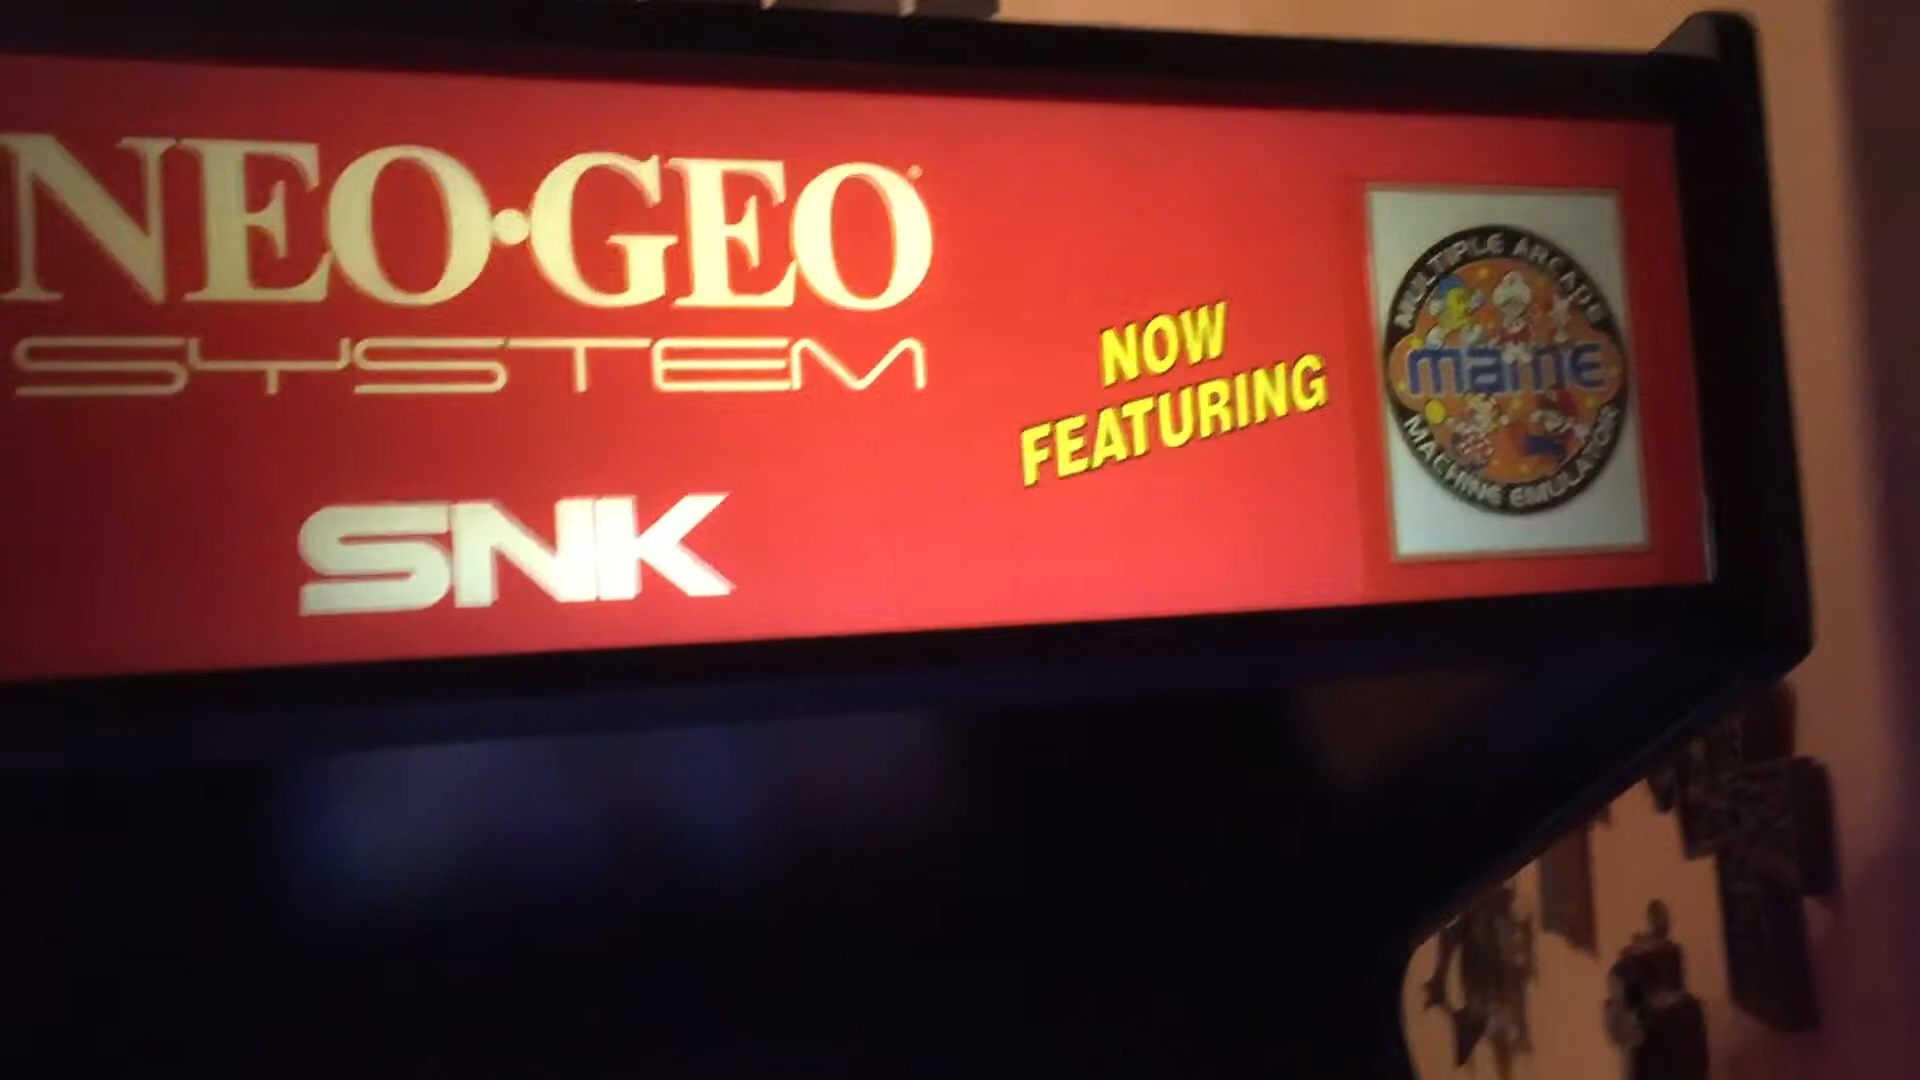 NEO•GEO
SYSTEM
SNK
NOW
FEATURING
MULTIPLE ARCADE
mame
MACHINE EMULATOR